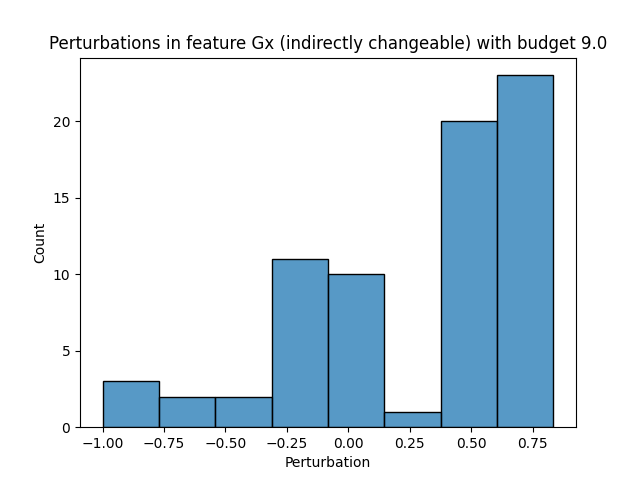 Perturbations in feature Gx (indirectly changeable) with budget 9.0
Count
20
15
10
5
0
−1.00 −0.75 −0.50 −0.25 0.00 0.25 0.50 0.75
Perturbation